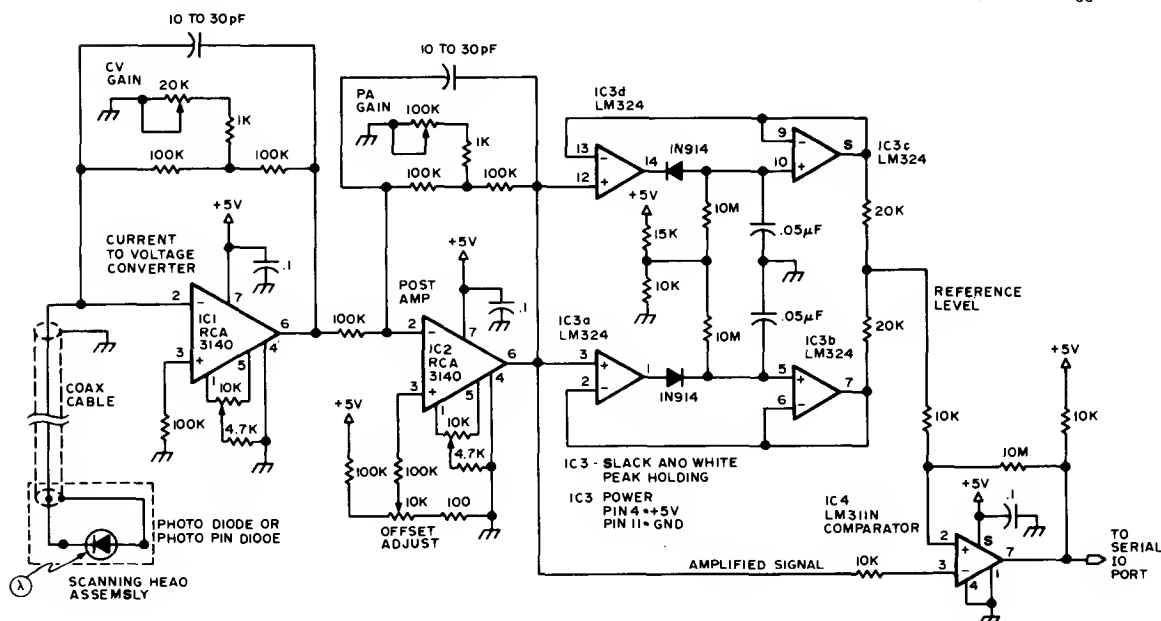 10 TO 30pF
CV
GAIN
20K
1K
100K
100K
+5V
.1
CURRENT
TO VOLTAGE
CONVERTER
2
-
7
IC1
RCA
3140
6
3
+
1
5
4
10K
4.7K
100K
COAX
CABLE
PHOTO DIODE OR
PHOTO PIN DIODE
λ
SCANNING HEAO
ASSEMBLY
10 TO 30pF
PA
GAIN
100K
1K
100K
100K
+5V
.1
POST
AMP
100K
2
-
7
IC2
RCA
3140
6
3
+
1
5
4
10K
4.7K
+5V
100K
100K
10K
100
OFFSET
ADJUST
IC3d
LM324
13
-
12
+
14
1N914
9
-
10
+
S
IC3c
LM324
+5V
15K
10K
10M
10M
.05µF
.05µF
20K
20K
REFERENCE
LEVEL
IC3a
LM324
3
+
2
-
1
1N914
IC3b
LM324
5
+
6
-
7
IC3 - SLACK ANO WHITE
PEAK HOLDING
IC3 POWER
PIN 4 = +5V
PIN 11 = GND
+5V
10K
10K
10M
IC4
LM311N
COMPARATOR
+5V
.1
S
2
+
3
-
7
4
1
AMPLIFIED SIGNAL
10K
TO
SERIAL
IO
PORT